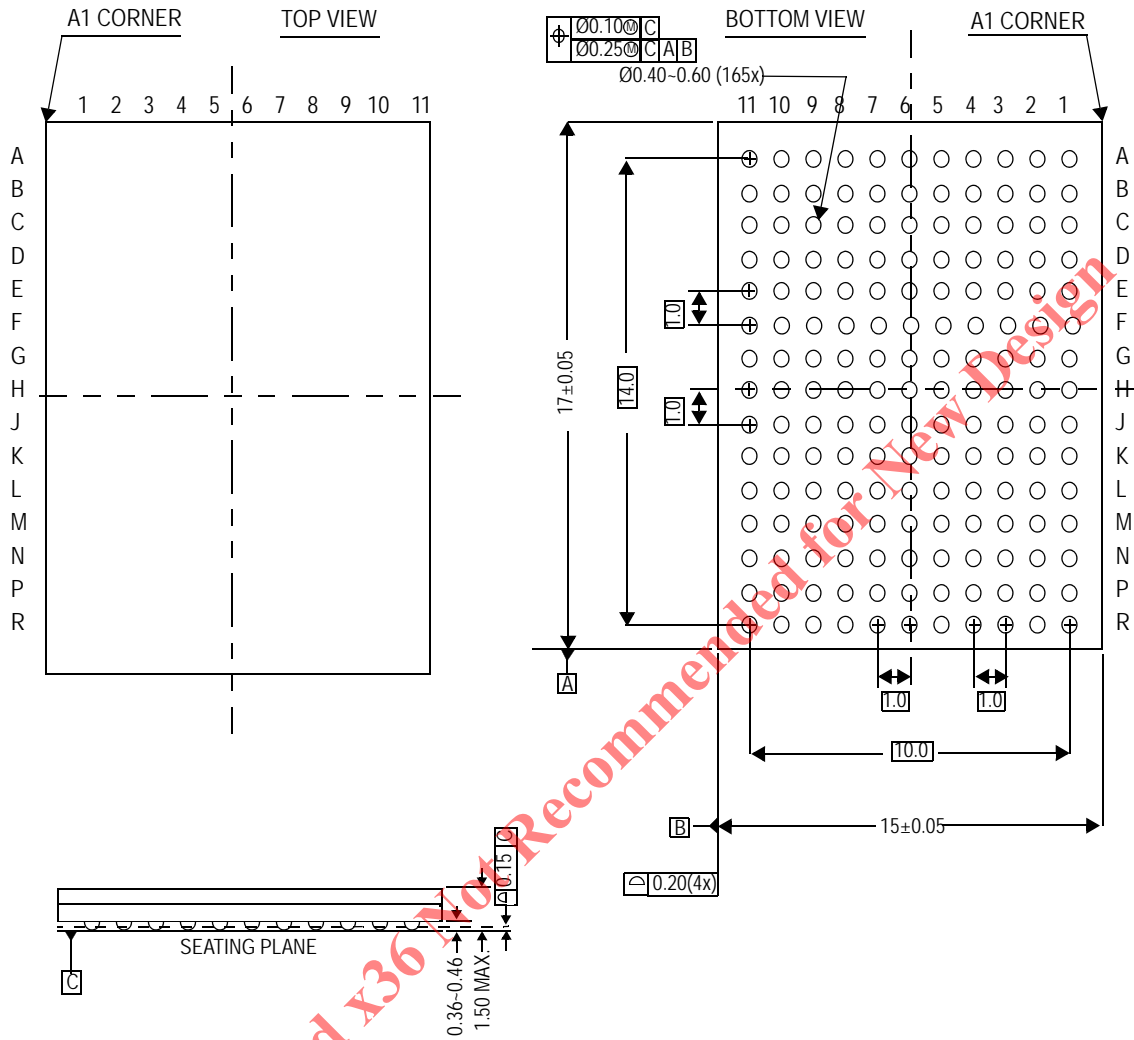 A1 CORNER
TOP VIEW
BOTTOM VIEW
A1 CORNER
Ø0.10Ⓜ C
Ø0.25Ⓜ C A B
Ø0.40~0.60 (165x)
1 2 3 4 5 6 7 8 9 10 11
11 10 9 8 7 6 5 4 3 2 1
A
B
C
D
E
F
G
H
J
K
L
M
N
P
R
A
B
C
D
E
F
G
H
J
K
L
M
N
P
R
1.0
1.0
14.0
17±0.05
A
1.0
1.0
10.0
B
15±0.05
0.20(4x)
0.15 C
SEATING PLANE
C
0.36~0.46
1.50 MAX.
d x36 Not Recommended for New Design